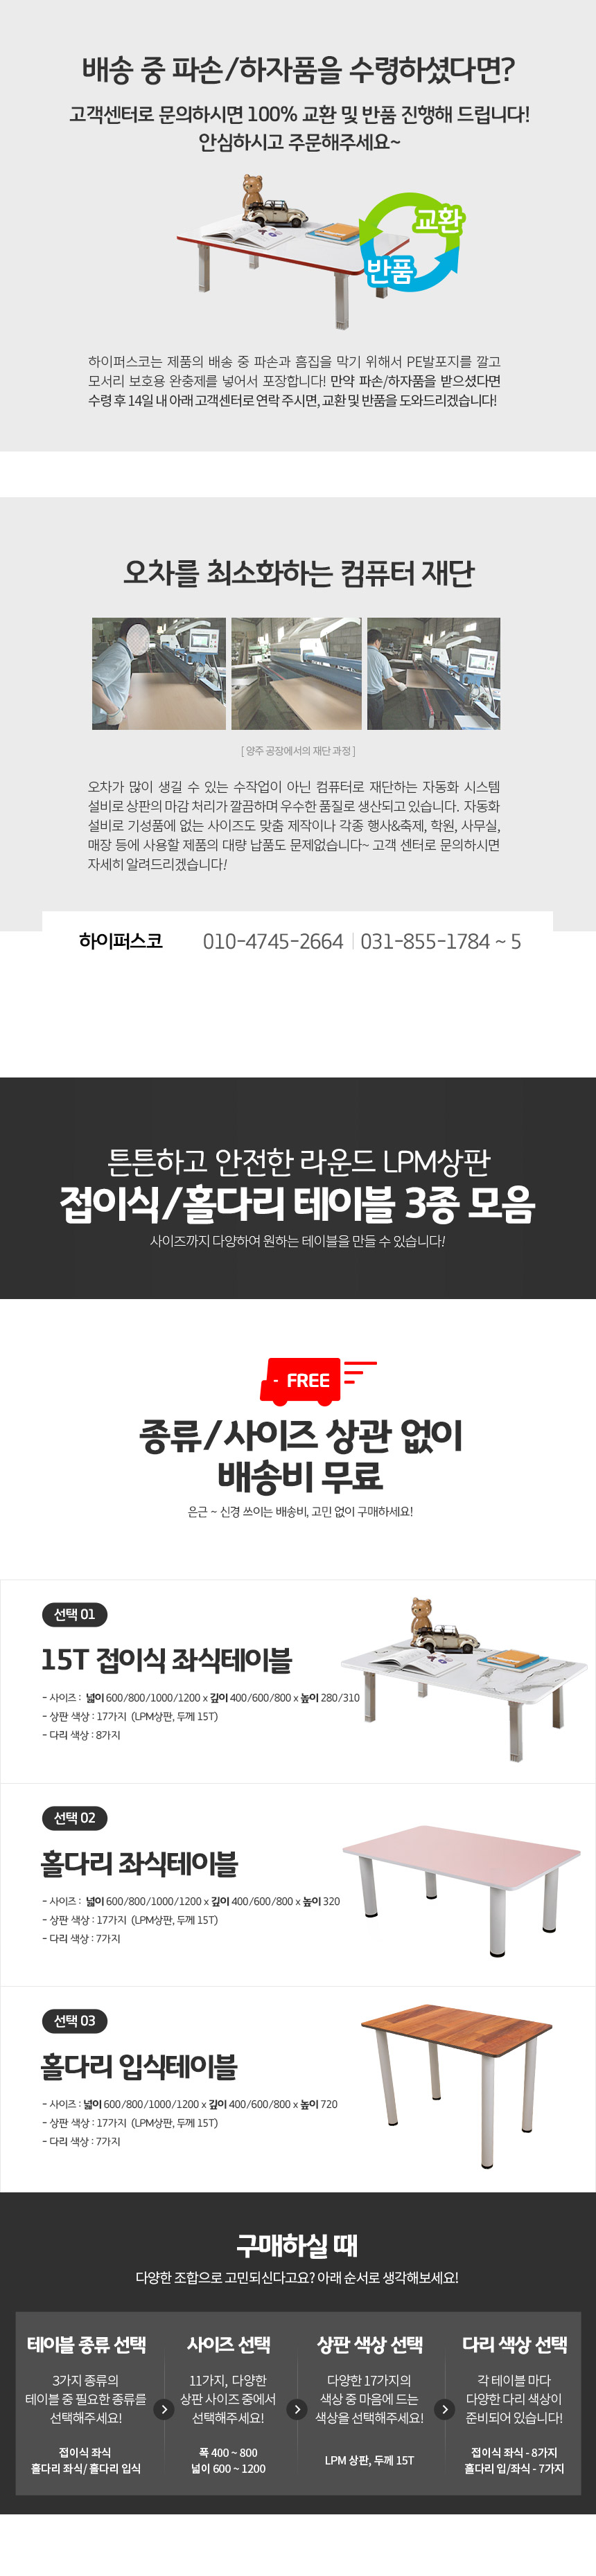 배송 중 파손/하자품을 수령하셨다면?
고객센터로 문의하시면 100% 교환 및 반품 진행해 드립니다!
안심하시고 주문해주세요~
교환
반품
하이퍼스코는 제품의 배송 중 파손과 흠집을 막기 위해서 PE발포지를 깔고
모서리 보호용 완충제를 넣어서 포장합니다! 만약 파손/하자품을 받으셨다면
수령 후 14일 내 아래 고객센터로 연락 주시면, 교환 및 반품을 도와드리겠습니다!
오차를 최소화하는 컴퓨터 재단
[ 양주 공장에서의 재단 과정 ]
오차가 많이 생길 수 있는 수작업이 아닌 컴퓨터로 재단하는 자동화 시스템
설비로 상판의 마감 처리가 깔끔하며 우수한 품질로 생산되고 있습니다. 자동화
설비로 기성품에 없는 사이즈도 맞춤 제작이나 각종 행사&축제, 학원, 사무실,
매장 등에 사용할 제품의 대량 납품도 문제없습니다~ 고객 센터로 문의하시면
자세히 알려드리겠습니다!
하이퍼스코 010-4745-2664 | 031-855-1784 ~ 5
튼튼하고 안전한 라운드 LPM상판
접이식/홀다리 테이블 3종 모음
사이즈까지 다양하여 원하는 테이블을 만들 수 있습니다!
- FREE
종류/사이즈 상관 없이
배송비 무료
은근 ~ 신경 쓰이는 배송비, 고민 없이 구매하세요!
선택 01
15T 접이식 좌식테이블
- 사이즈 : 넓이 600/800/1000/1200 x 깊이 400/600/800 x 높이 280/310
- 상판 색상 : 17가지 (LPM상판, 두께 15T)
- 다리 색상 : 8가지
선택 02
홀다리 좌식테이블
- 사이즈 : 넓이 600/800/1000/1200 x 깊이 400/600/800 x 높이 320
- 상판 색상 : 17가지 (LPM상판, 두께 15T)
- 다리 색상 : 7가지
선택 03
홀다리 입식테이블
- 사이즈 : 넓이 600/800/1000/1200 x 깊이 400/600/800 x 높이 720
- 상판 색상 : 17가지 (LPM상판, 두께 15T)
- 다리 색상 : 7가지
구매하실 때
다양한 조합으로 고민되신다고요? 아래 순서로 생각해보세요!
테이블 종류 선택
3가지 종류의
테이블 중 필요한 종류를
선택해주세요!
접이식 좌식
홀다리 좌식/ 홀다리 입식
사이즈 선택
11가지, 다양한
상판 사이즈 중에서
선택해주세요!
폭 400 ~ 800
넓이 600 ~ 1200
상판 색상 선택
다양한 17가지의
색상 중 마음에 드는
색상을 선택해주세요!
LPM 상판, 두께 15T
다리 색상 선택
각 테이블 마다
다양한 다리 색상이
준비되어 있습니다!
접이식 좌식 - 8가지
홀다리 입/좌식 - 7가지